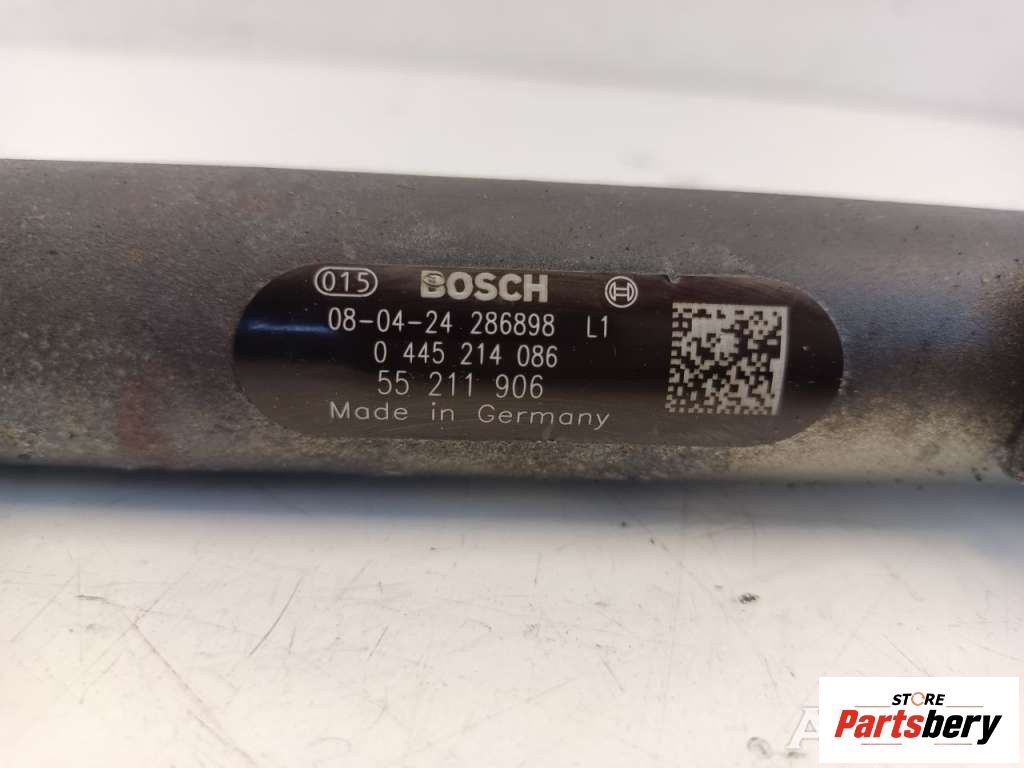 015 BOSCH
08-04-24 286898 L1
0 445 214 086
55 211 906
Made in Germany
STORE
Partsbery